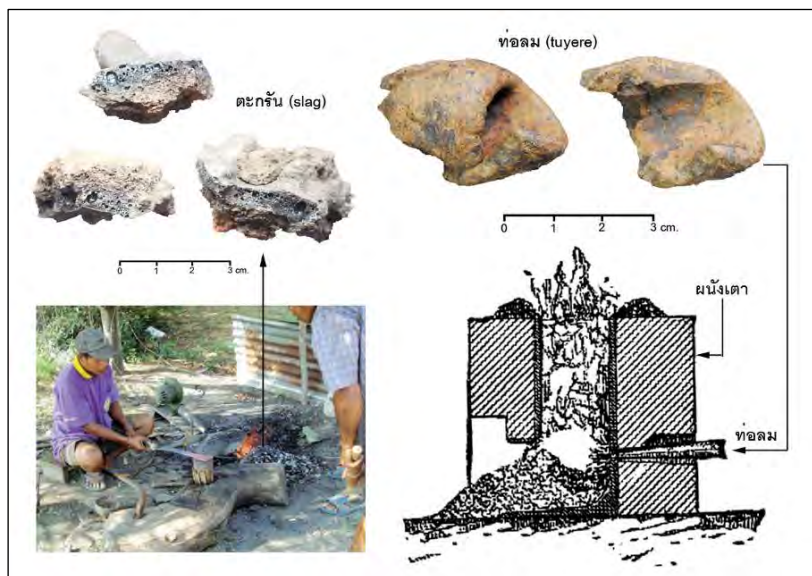 ท่อลม (tuyere)
ตะกรัน (slag)
0 1 2 3 cm.
0 1 2 3 cm.
ผนังเตา
ท่อลม